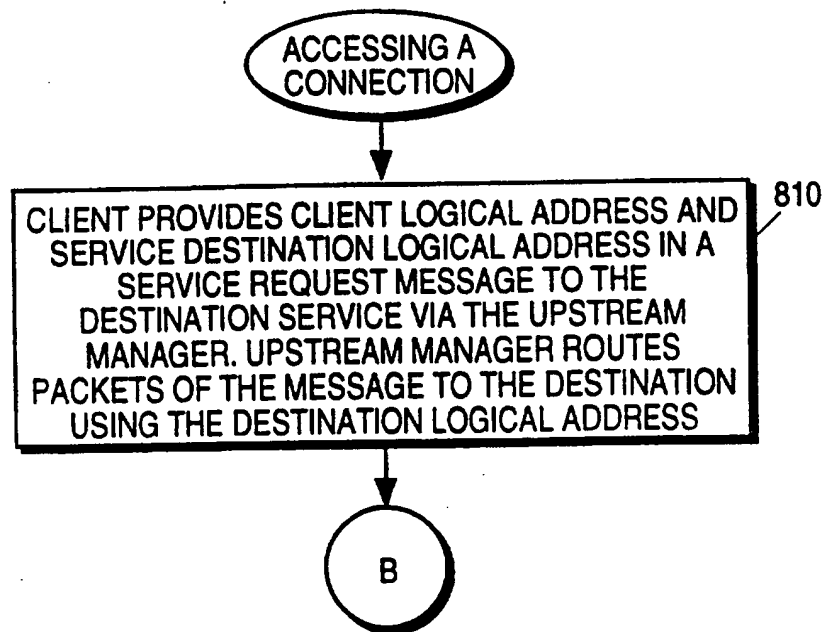 ACCESSING A
CONNECTION
810
CLIENT PROVIDES CLIENT LOGICAL ADDRESS AND
SERVICE DESTINATION LOGICAL ADDRESS IN A
SERVICE REQUEST MESSAGE TO THE
DESTINATION SERVICE VIA THE UPSTREAM
MANAGER. UPSTREAM MANAGER ROUTES
PACKETS OF THE MESSAGE TO THE DESTINATION
USING THE DESTINATION LOGICAL ADDRESS
B